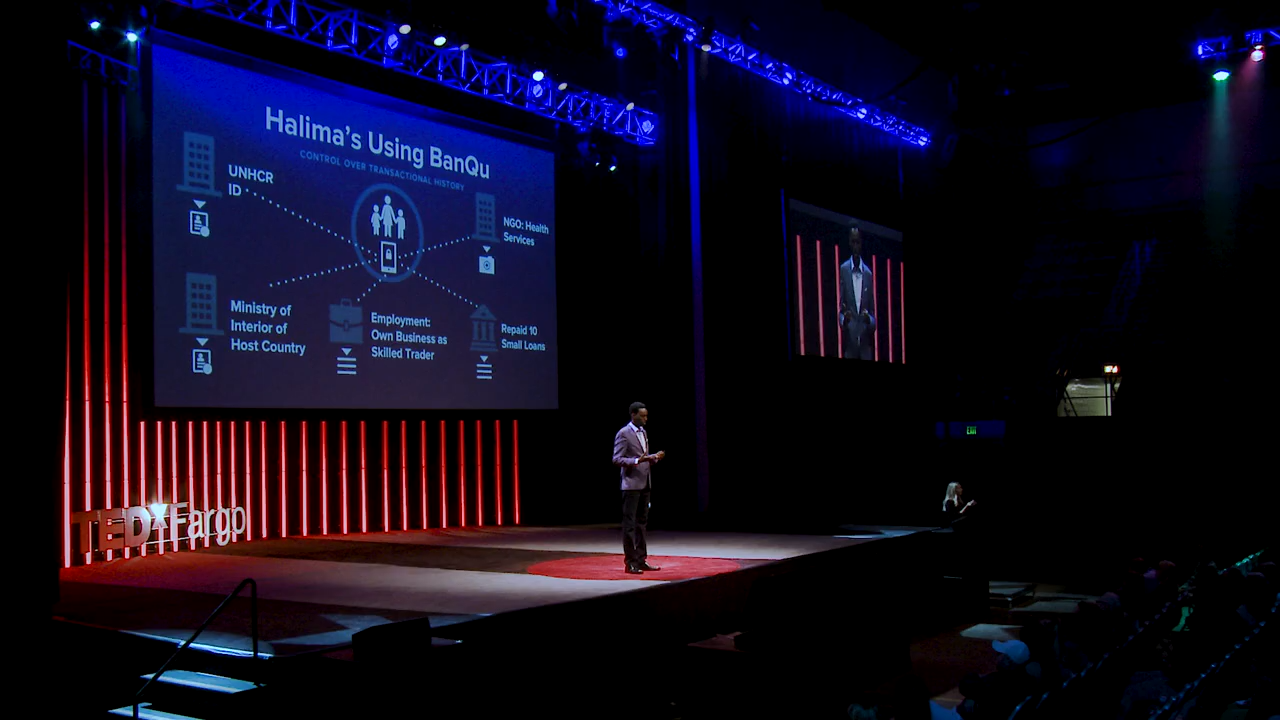 Halima's Using BanQu
CONTROL OVER TRANSACTIONAL HISTORY
UNHCR
ID
NGO: Health
Services
Ministry of
Interior of
Host Country
Employment:
Own Business as
Skilled Trader
Repaid 10
Small Loans
EXIT
TEDxFargo